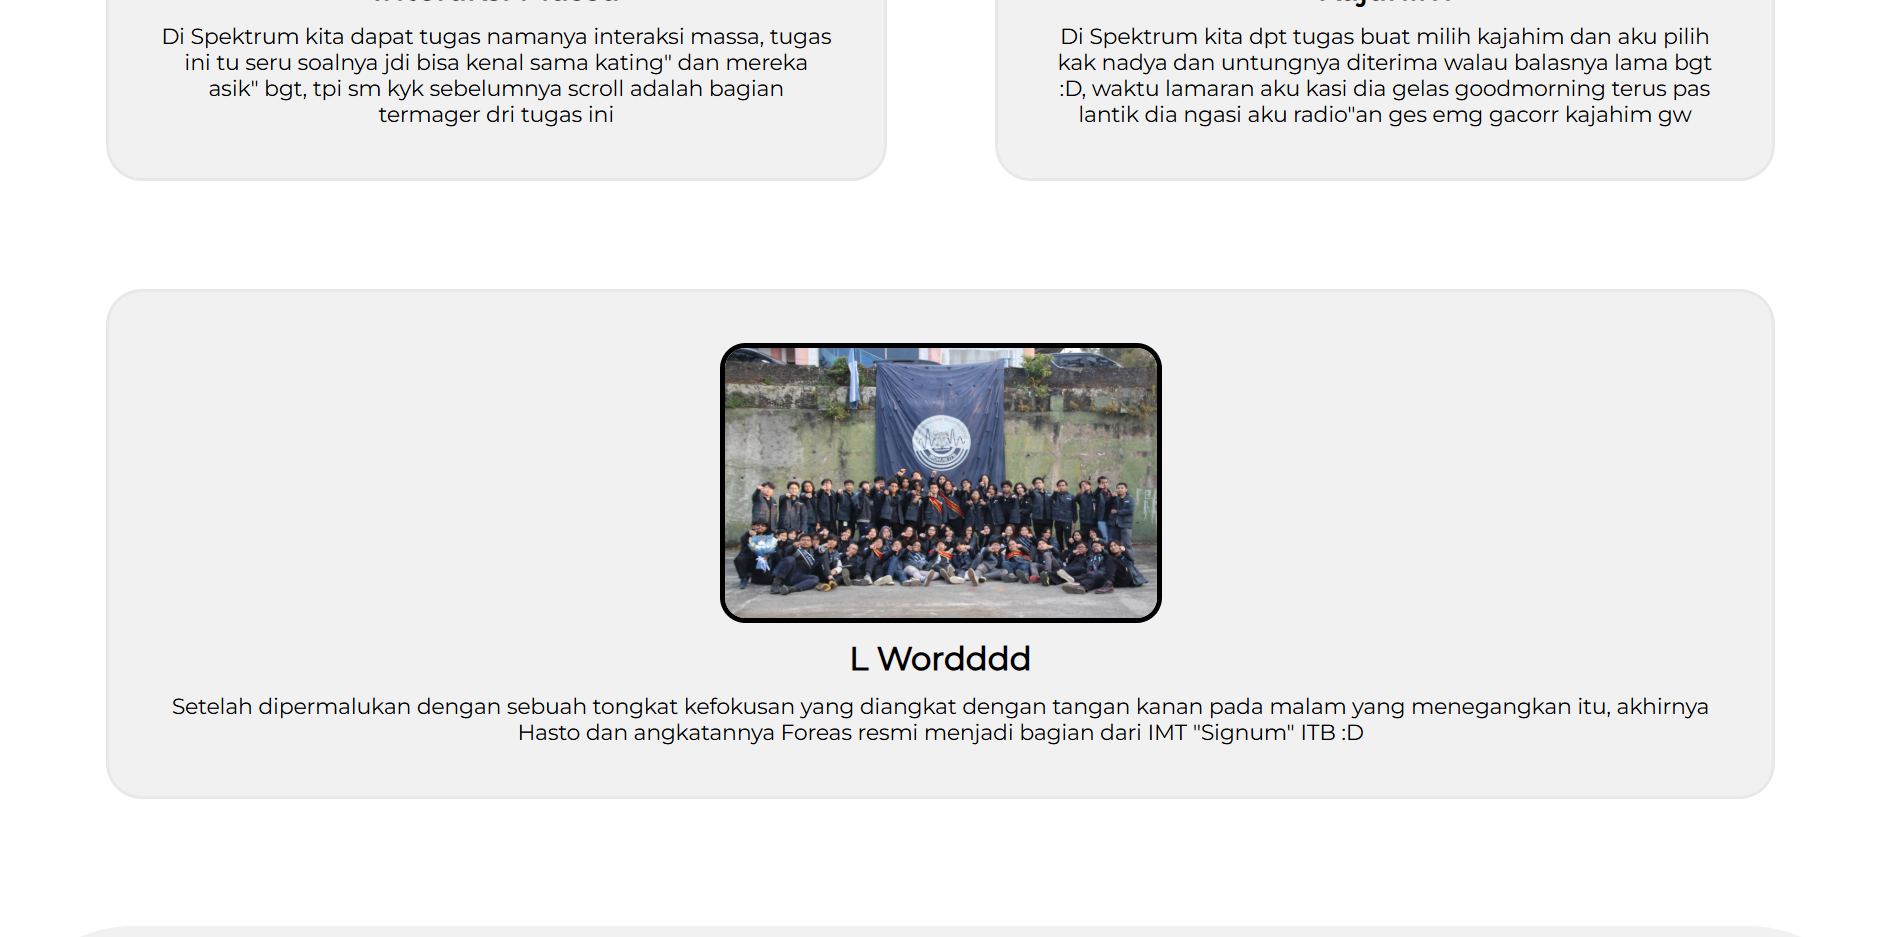 Di Spektrum kita dapat tugas namanya interaksi massa, tugas
ini tu seru soalnya jdi bisa kenal sama kating" dan mereka
asik" bgt, tpi sm kyk sebelumnya scroll adalah bagian
termager dri tugas ini
Di Spektrum kita dpt tugas buat milih kajahim dan aku pilih
kak nadya dan untungnya diterima walau balasnya lama bgt
:D, waktu lamaran aku kasi dia gelas goodmorning terus pas
lantik dia ngasi aku radio"an ges emg gacorr kajahim gw
L Wordddd
Setelah dipermalukan dengan sebuah tongkat kefokusan yang diangkat dengan tangan kanan pada malam yang menegangkan itu, akhirnya
Hasto dan angkatannya Foreas resmi menjadi bagian dari IMT "Signum" ITB :D